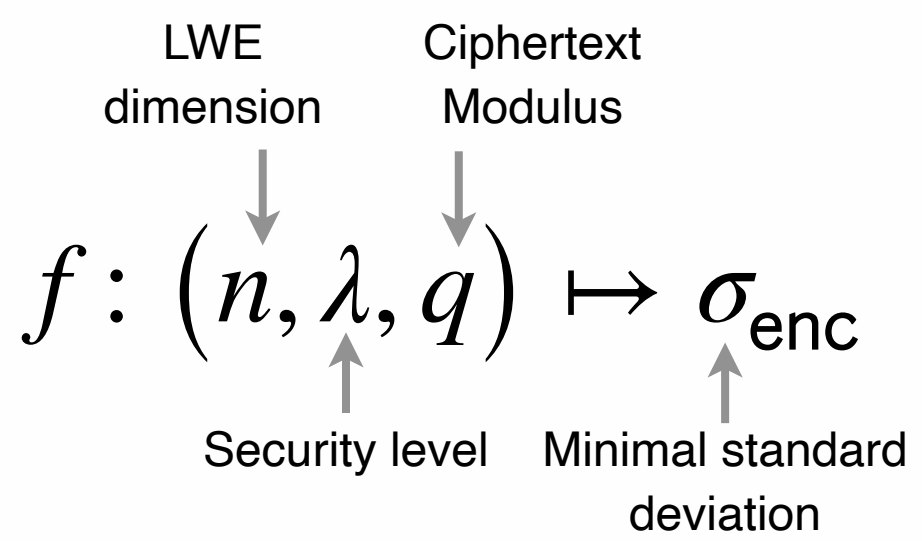 LWE dimension
Ciphertext Modulus
f : (n, λ, q) ↦ σenc
Security level
Minimal standard deviation